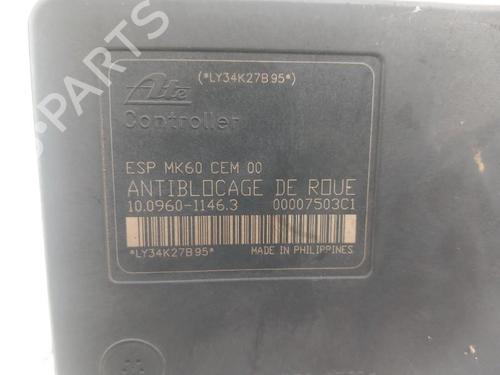 (*LY34K27B95*)
Ate
Controller
ESP MK60 CEM 00
ANTIBLOCAGE DE ROUE
10.0960-1146.3 00007503C1
*LY34K27B95*
MADE IN PHILIPPINES